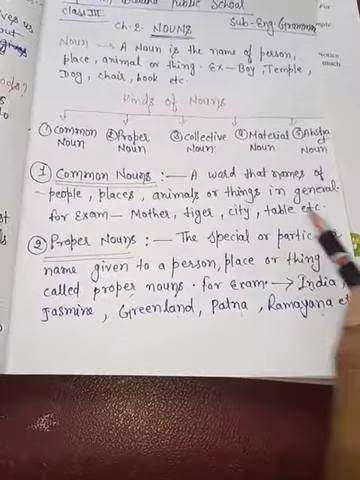 Public School
class III
Sub-Eng. Grammar
Ch-2 NOUNS
Noun → A Noun is the name of person,
place, animal or thing. Ex- Boy, Temple,
Dog, chair, book etc.
Kinds of Nouns
① Common Noun ② Proper Noun ③ collective Noun ④ Material Noun ⑤
Noun
① Common Nouns :- A word that names of
people, places, animals or things in general.
for Exam- Mother, tiger, city, table etc.
② Proper Nouns :- The special or
name given to a person, place or thing
called proper nouns. for Exam. → India,
Jasmine, Greenland, Patna, Ramayana